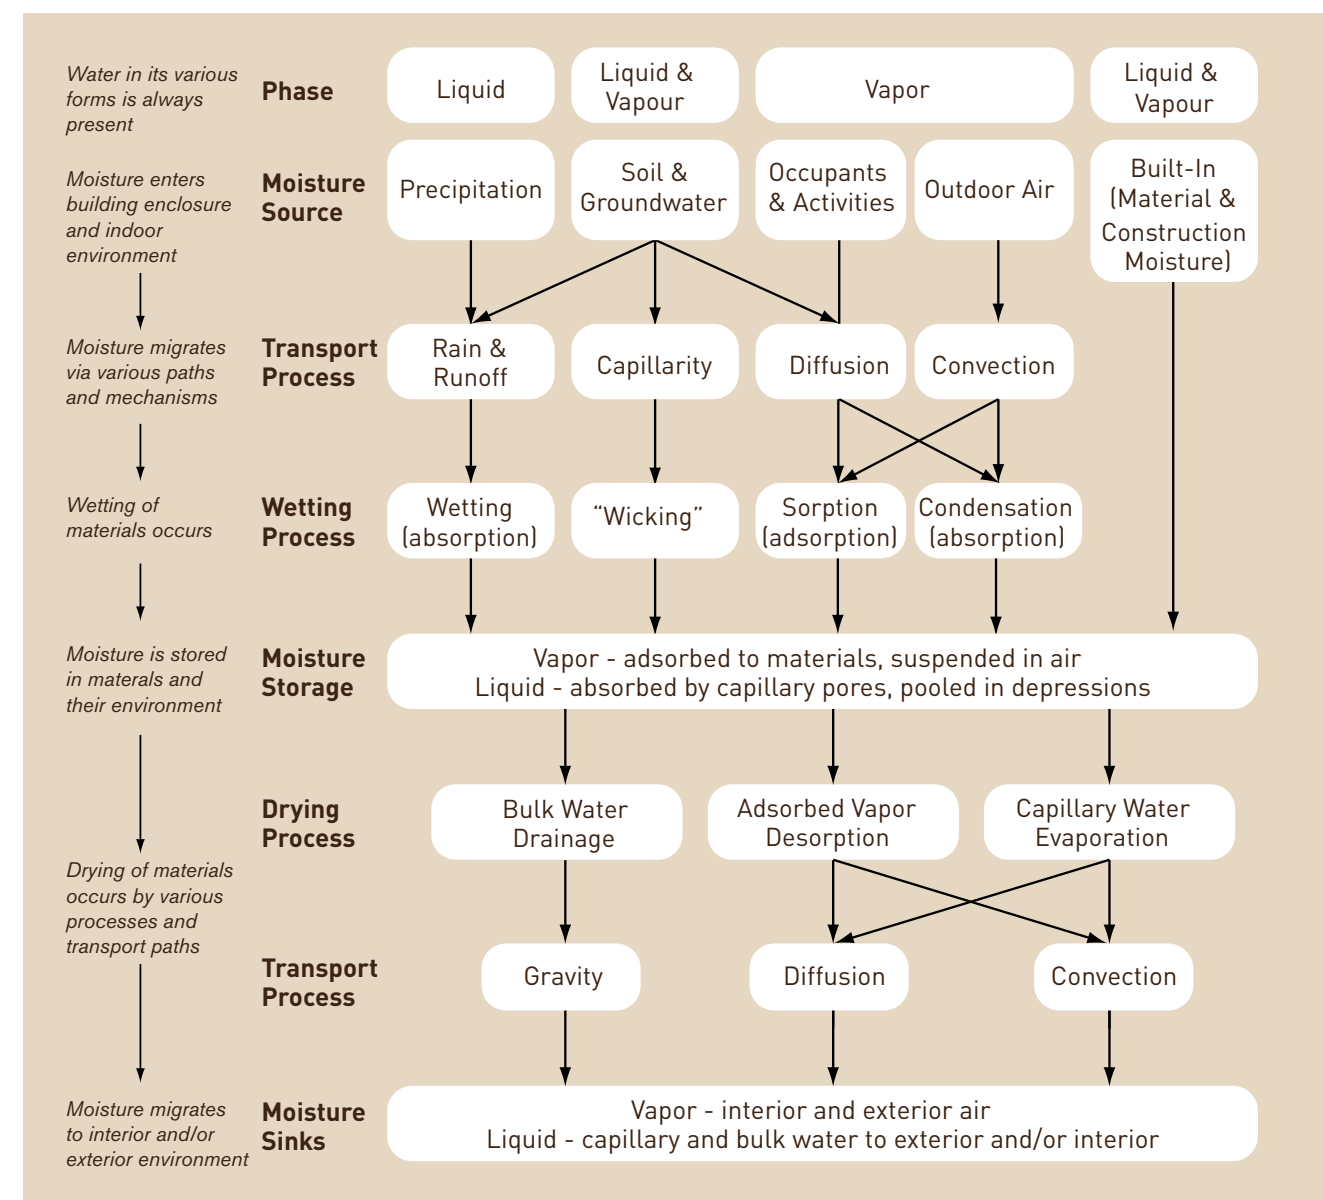 Water in its various
forms is always
present
Phase
Liquid
Liquid &
Vapour
Vapor
Liquid &
Vapour
Moisture enters
building enclosure
and indoor
environment
Moisture
Source
Precipitation
Soil &
Groundwater
Occupants
& Activities
Outdoor Air
Built-In
(Material &
Construction
Moisture)
Moisture migrates
via various paths
and mechanisms
Transport
Process
Rain &
Runoff
Capillarity
Diffusion
Convection
Wetting of
materials occurs
Wetting
Process
Wetting
(absorption)
“Wicking”
Sorption
(adsorption)
Condensation
(absorption)
Moisture is stored
in materals and
their environment
Moisture
Storage
Vapor - adsorbed to materials, suspended in air
Liquid - absorbed by capillary pores, pooled in depressions
Drying
Process
Bulk Water
Drainage
Adsorbed Vapor
Desorption
Capillary Water
Evaporation
Drying of materials
occurs by various
processes and
transport paths
Transport
Process
Gravity
Diffusion
Convection
Moisture migrates
to interior and/or
exterior environment
Moisture
Sinks
Vapor - interior and exterior air
Liquid - capillary and bulk water to exterior and/or interior